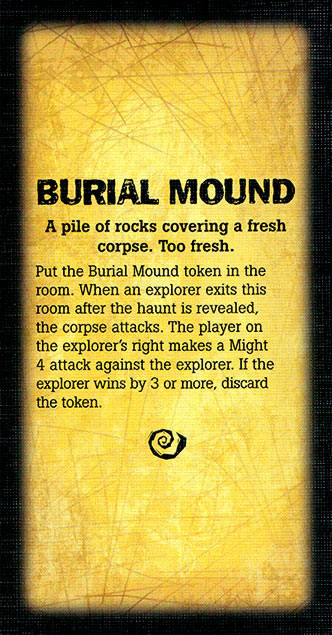 BURIAL MOUND
A pile of rocks covering a fresh
corpse. Too fresh.
Put the Burial Mound token in the
room. When an explorer exits this
room after the haunt is revealed,
the corpse attacks. The player on
the explorer's right makes a Might
4 attack against the explorer. If the
explorer wins by 3 or more, discard
the token.